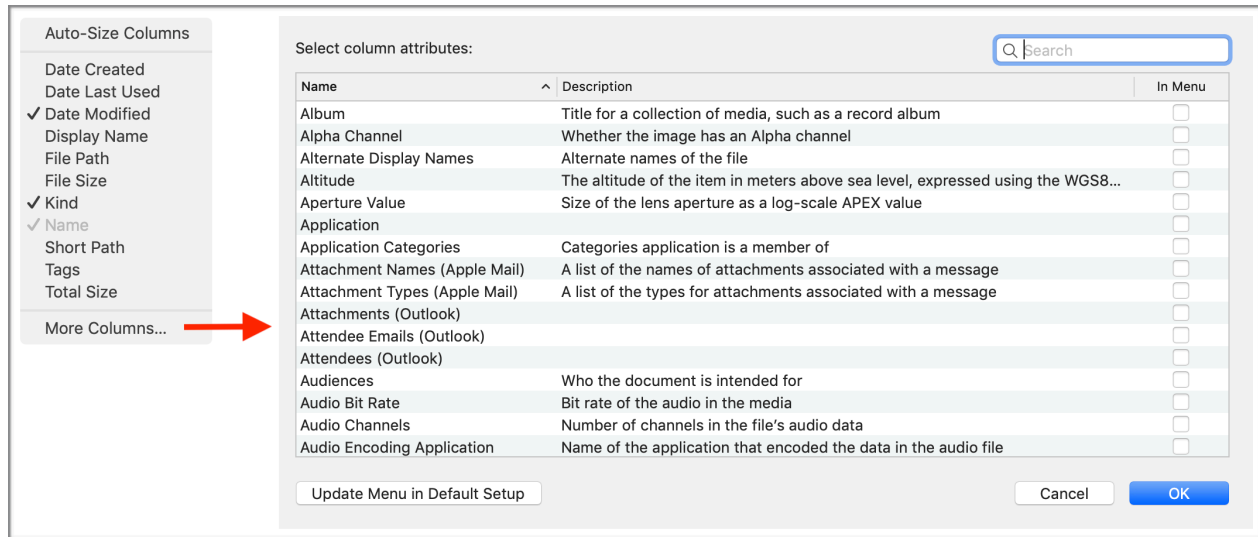 Auto-Size Columns
Date Created
Date Last Used
✓ Date Modified
Display Name
File Path
File Size
✓ Kind
✓ Name
Short Path
Tags
Total Size
More Columns...
Select column attributes:
Search
Name Description In Menu
Album Title for a collection of media, such as a record album
Alpha Channel Whether the image has an Alpha channel
Alternate Display Names Alternate names of the file
Altitude The altitude of the item in meters above sea level, expressed using the WGS8...
Aperture Value Size of the lens aperture as a log-scale APEX value
Application
Application Categories Categories application is a member of
Attachment Names (Apple Mail) A list of the names of attachments associated with a message
Attachment Types (Apple Mail) A list of the types for attachments associated with a message
Attachments (Outlook)
Attendee Emails (Outlook)
Attendees (Outlook)
Audiences Who the document is intended for
Audio Bit Rate Bit rate of the audio in the media
Audio Channels Number of channels in the file's audio data
Audio Encoding Application Name of the application that encoded the data in the audio file
Update Menu in Default Setup Cancel OK